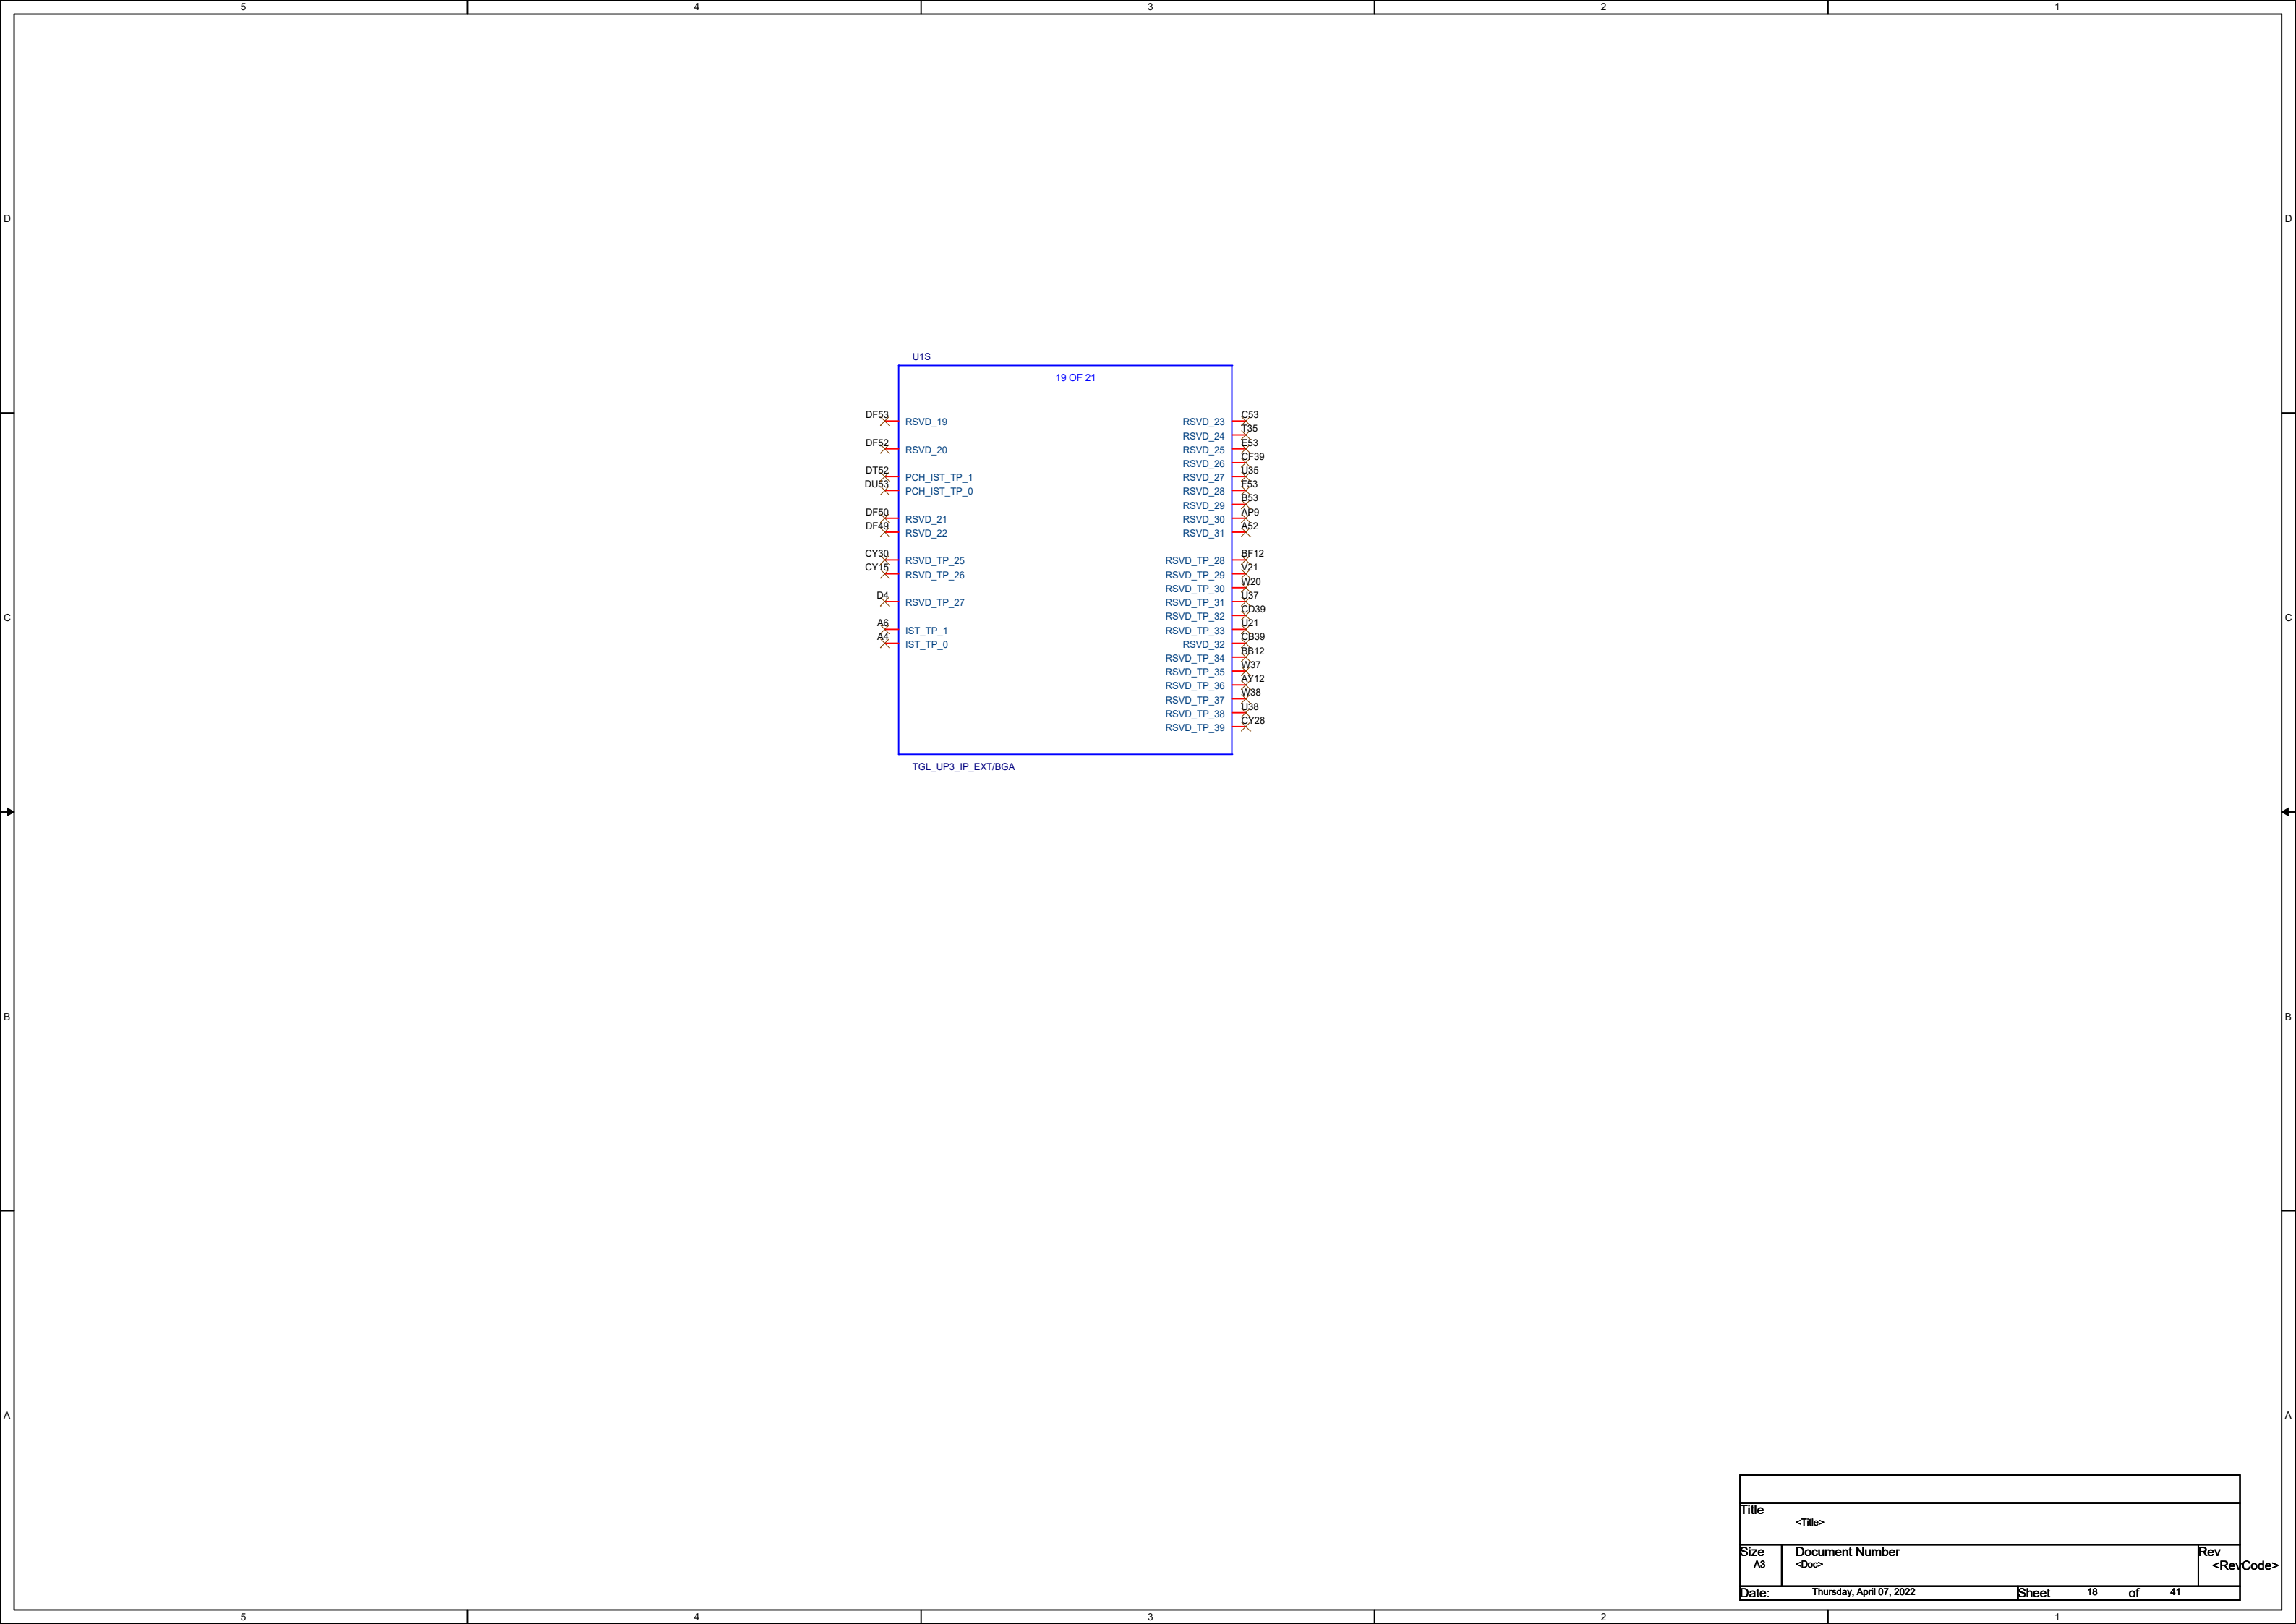 5 4 3 2 1
D D
C C
B B
A A
U1S
19 OF 21
DF53 RSVD_19 RSVD_23 C53
RSVD_24 T35
DF52 RSVD_20 RSVD_25 E53
RSVD_26 CF39
DT52 PCH_IST_TP_1 RSVD_27 U35
DU53 PCH_IST_TP_0 RSVD_28 F53
RSVD_29 B53
DF50 RSVD_21 RSVD_30 AP9
DF49 RSVD_22 RSVD_31 A52
CY30 RSVD_TP_25 RSVD_TP_28 BF12
CY15 RSVD_TP_26 RSVD_TP_29 V21
RSVD_TP_30 W20
D4 RSVD_TP_27 RSVD_TP_31 U37
RSVD_TP_32 CD39
A6 IST_TP_1 RSVD_TP_33 U21
A4 IST_TP_0 RSVD_32 CB39
RSVD_TP_34 BB12
RSVD_TP_35 W37
RSVD_TP_36 AY12
RSVD_TP_37 W38
RSVD_TP_38 U38
RSVD_TP_39 CY28
TGL_UP3_IP_EXT/BGA
Title
<Title>
Size Document Number Rev
A3 <Doc> <RevCode>
Date: Thursday, April 07, 2022 Sheet 18 of 41
5 4 3 2 1